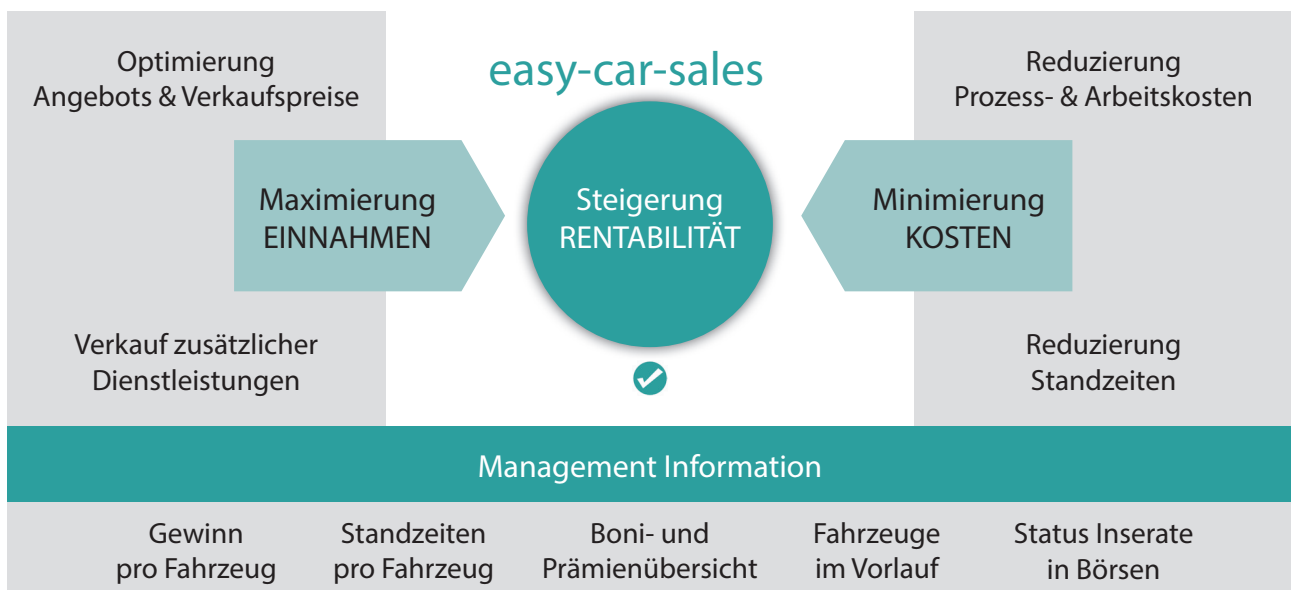 Optimierung
Angebots & Verkaufspreise
Maximierung
EINNAHMEN
Verkauf zusätzlicher
Dienstleistungen
easy-car-sales
Steigerung
RENTABILITÄT
Reduzierung
Prozess- & Arbeitskosten
Minimierung
KOSTEN
Reduzierung
Standzeiten
Management Information
Gewinn
pro Fahrzeug
Standzeiten
pro Fahrzeug
Boni- und
Prämienübersicht
Fahrzeuge
im Vorlauf
Status Inserate
in Börsen